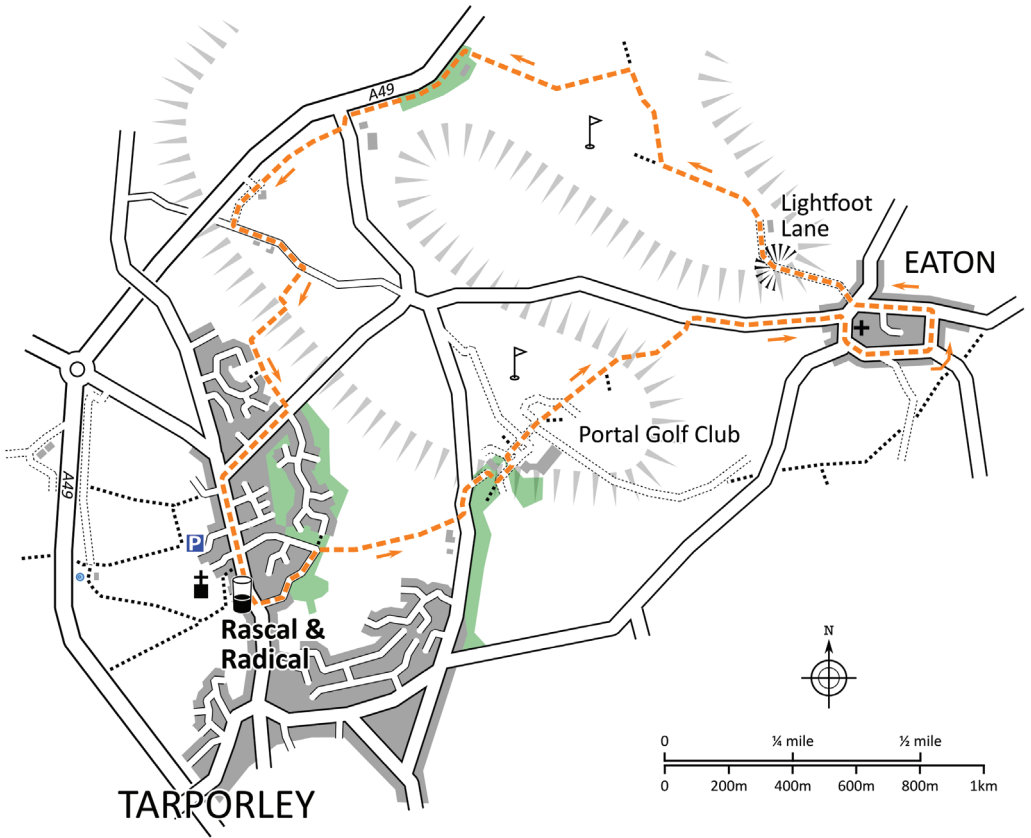 A49
Lightfoot
Lane
EATON
Portal Golf Club
A49
P
Rascal &
Radical
N
0 ¼ mile ½ mile
0 200m 400m 600m 800m 1km
TARPORLEY